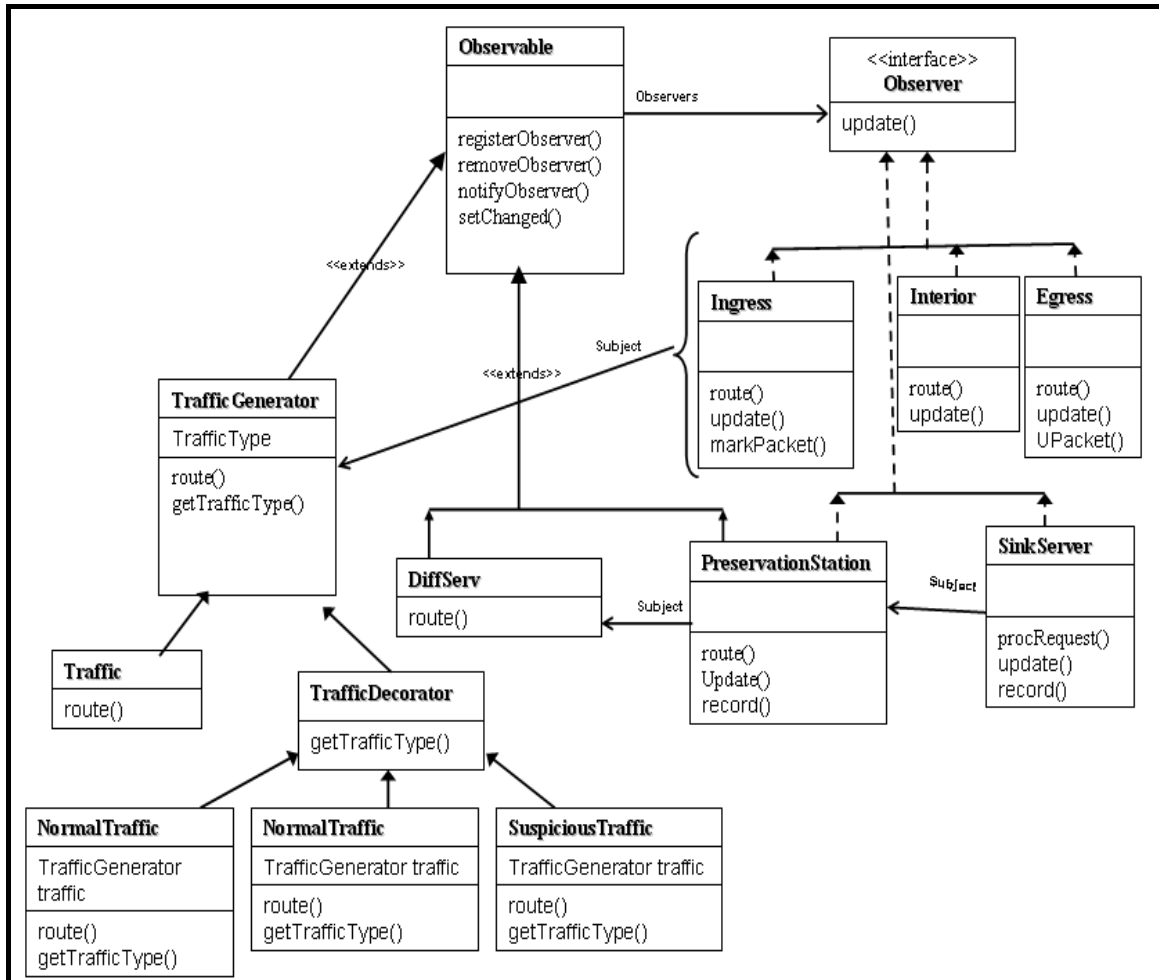 Observable
registerObserver()
removeObserver()
notifyObserver()
setChanged()
Observers
<<interface>>
Observer
update()
<<extends>>
<<extends>>
Subject
Ingress
route()
update()
markPacket()
Interior
route()
update()
Egress
route()
update()
UPacket()
TrafficGenerator
TrafficType
route()
getTrafficType()
DiffServ
route()
Subject
PreservationStation
route()
Update()
record()
Subject
SinkServer
procRequest()
update()
record()
Traffic
route()
TrafficDecorator
getTrafficType()
NormalTraffic
TrafficGenerator
traffic
route()
getTrafficType()
NormalTraffic
TrafficGenerator traffic
route()
getTrafficType()
SuspiciousTraffic
TrafficGenerator traffic
route()
getTrafficType()